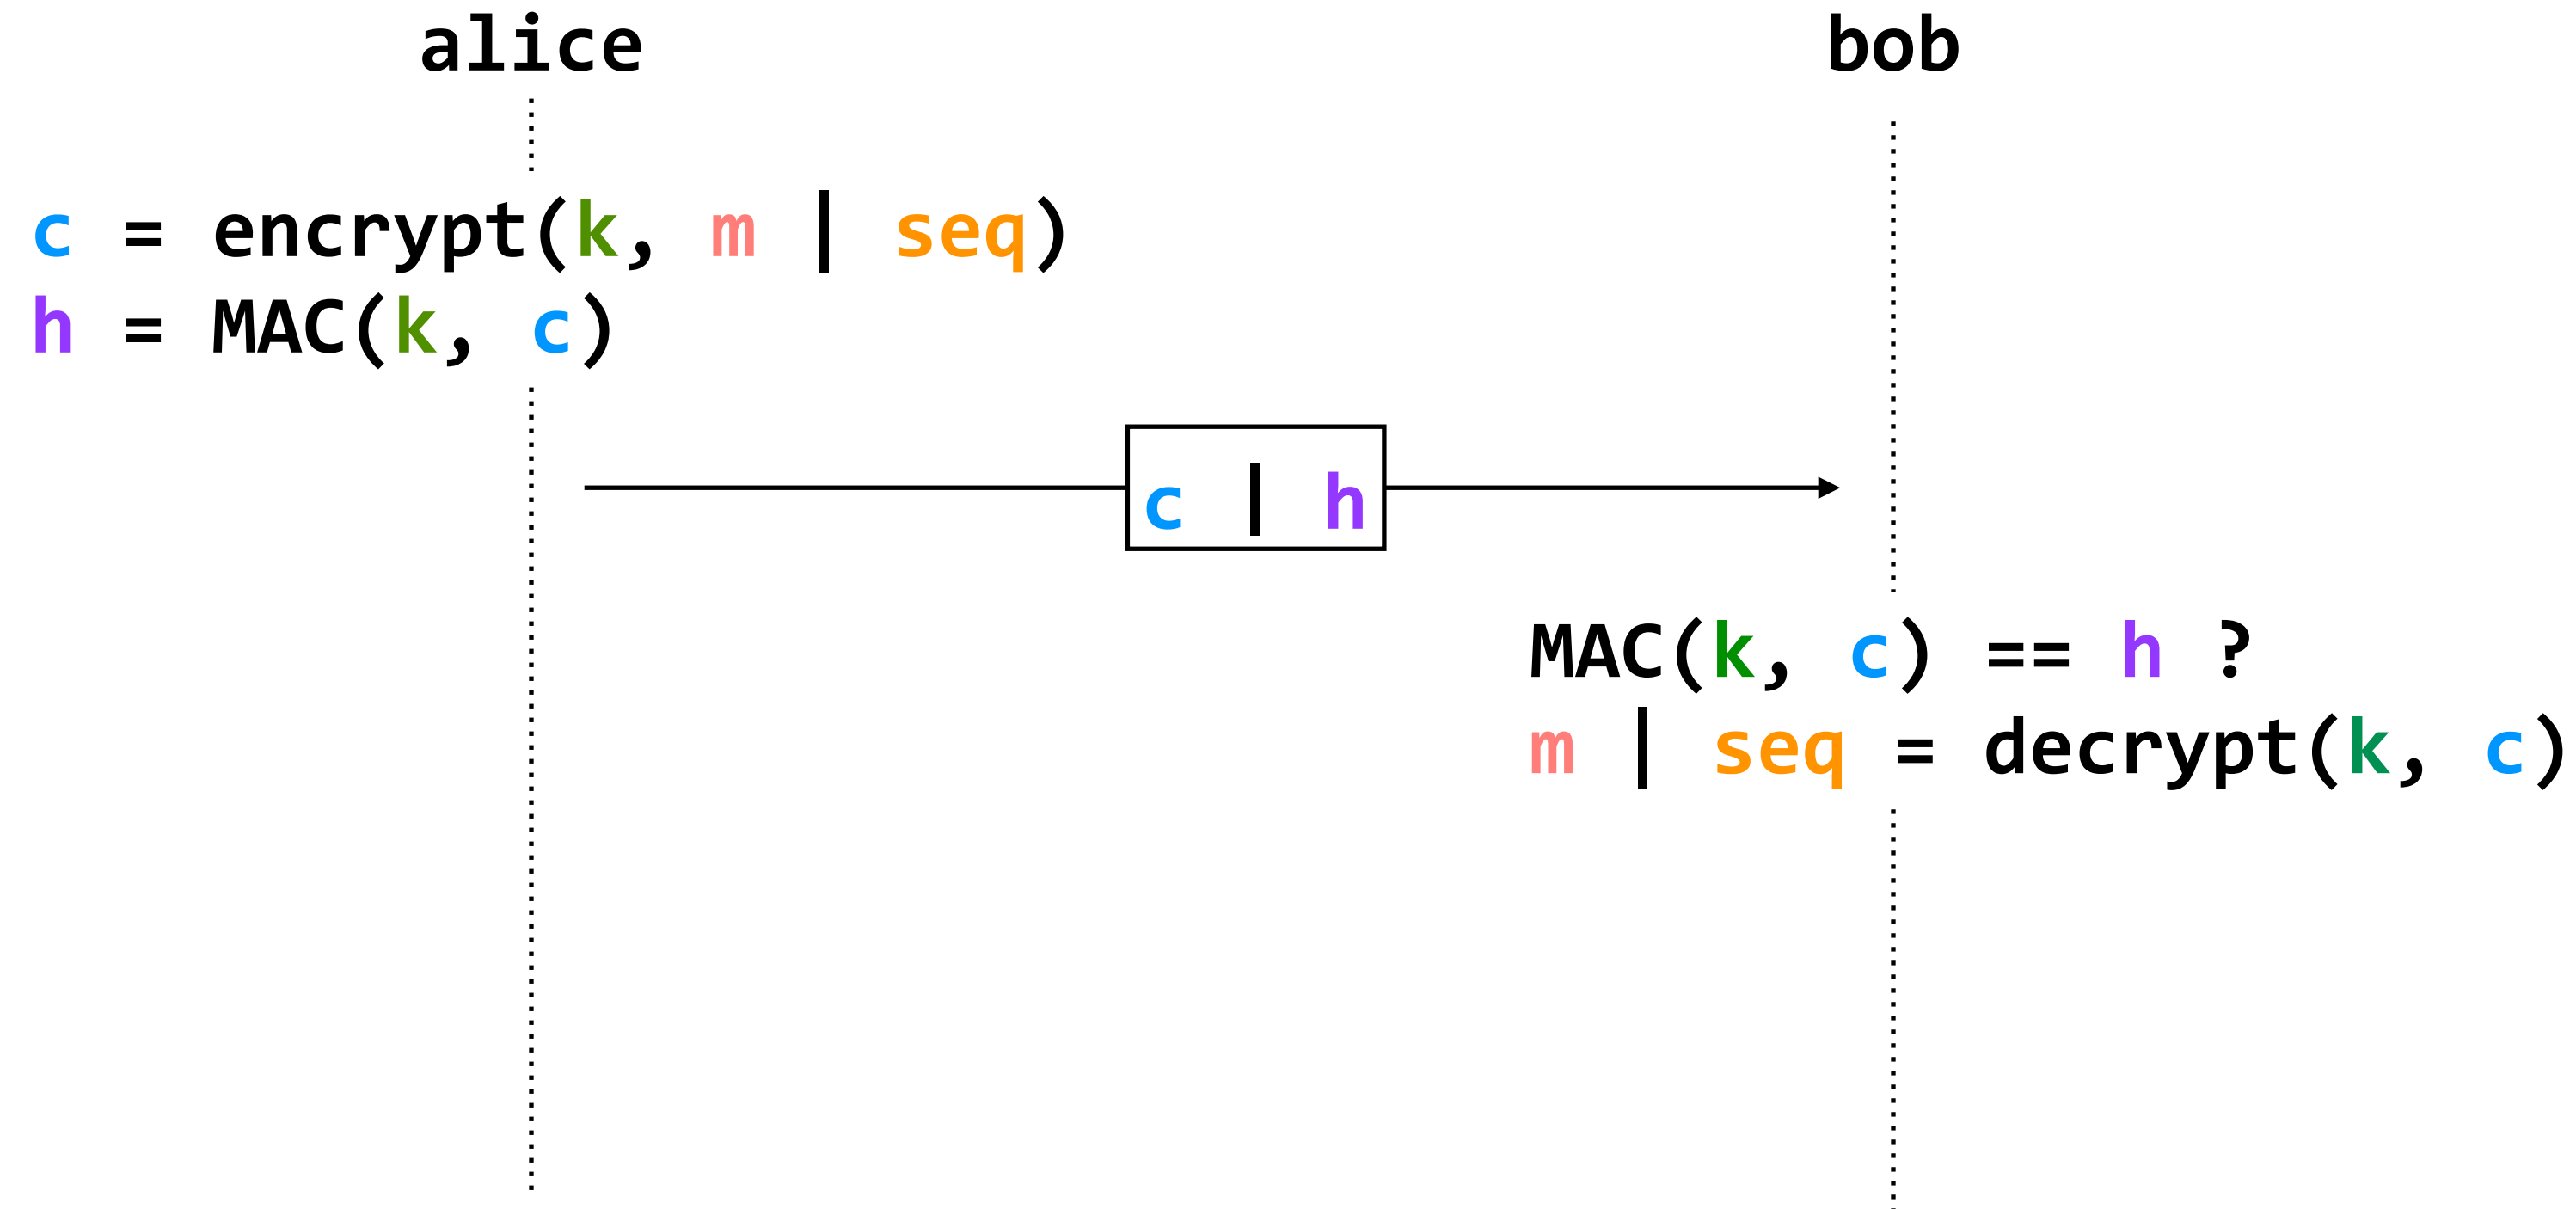 alice
bob
c = encrypt(k, m | seq)
h = MAC(k, c)
c | h
MAC(k, c) == h ?
m | seq = decrypt(k, c)